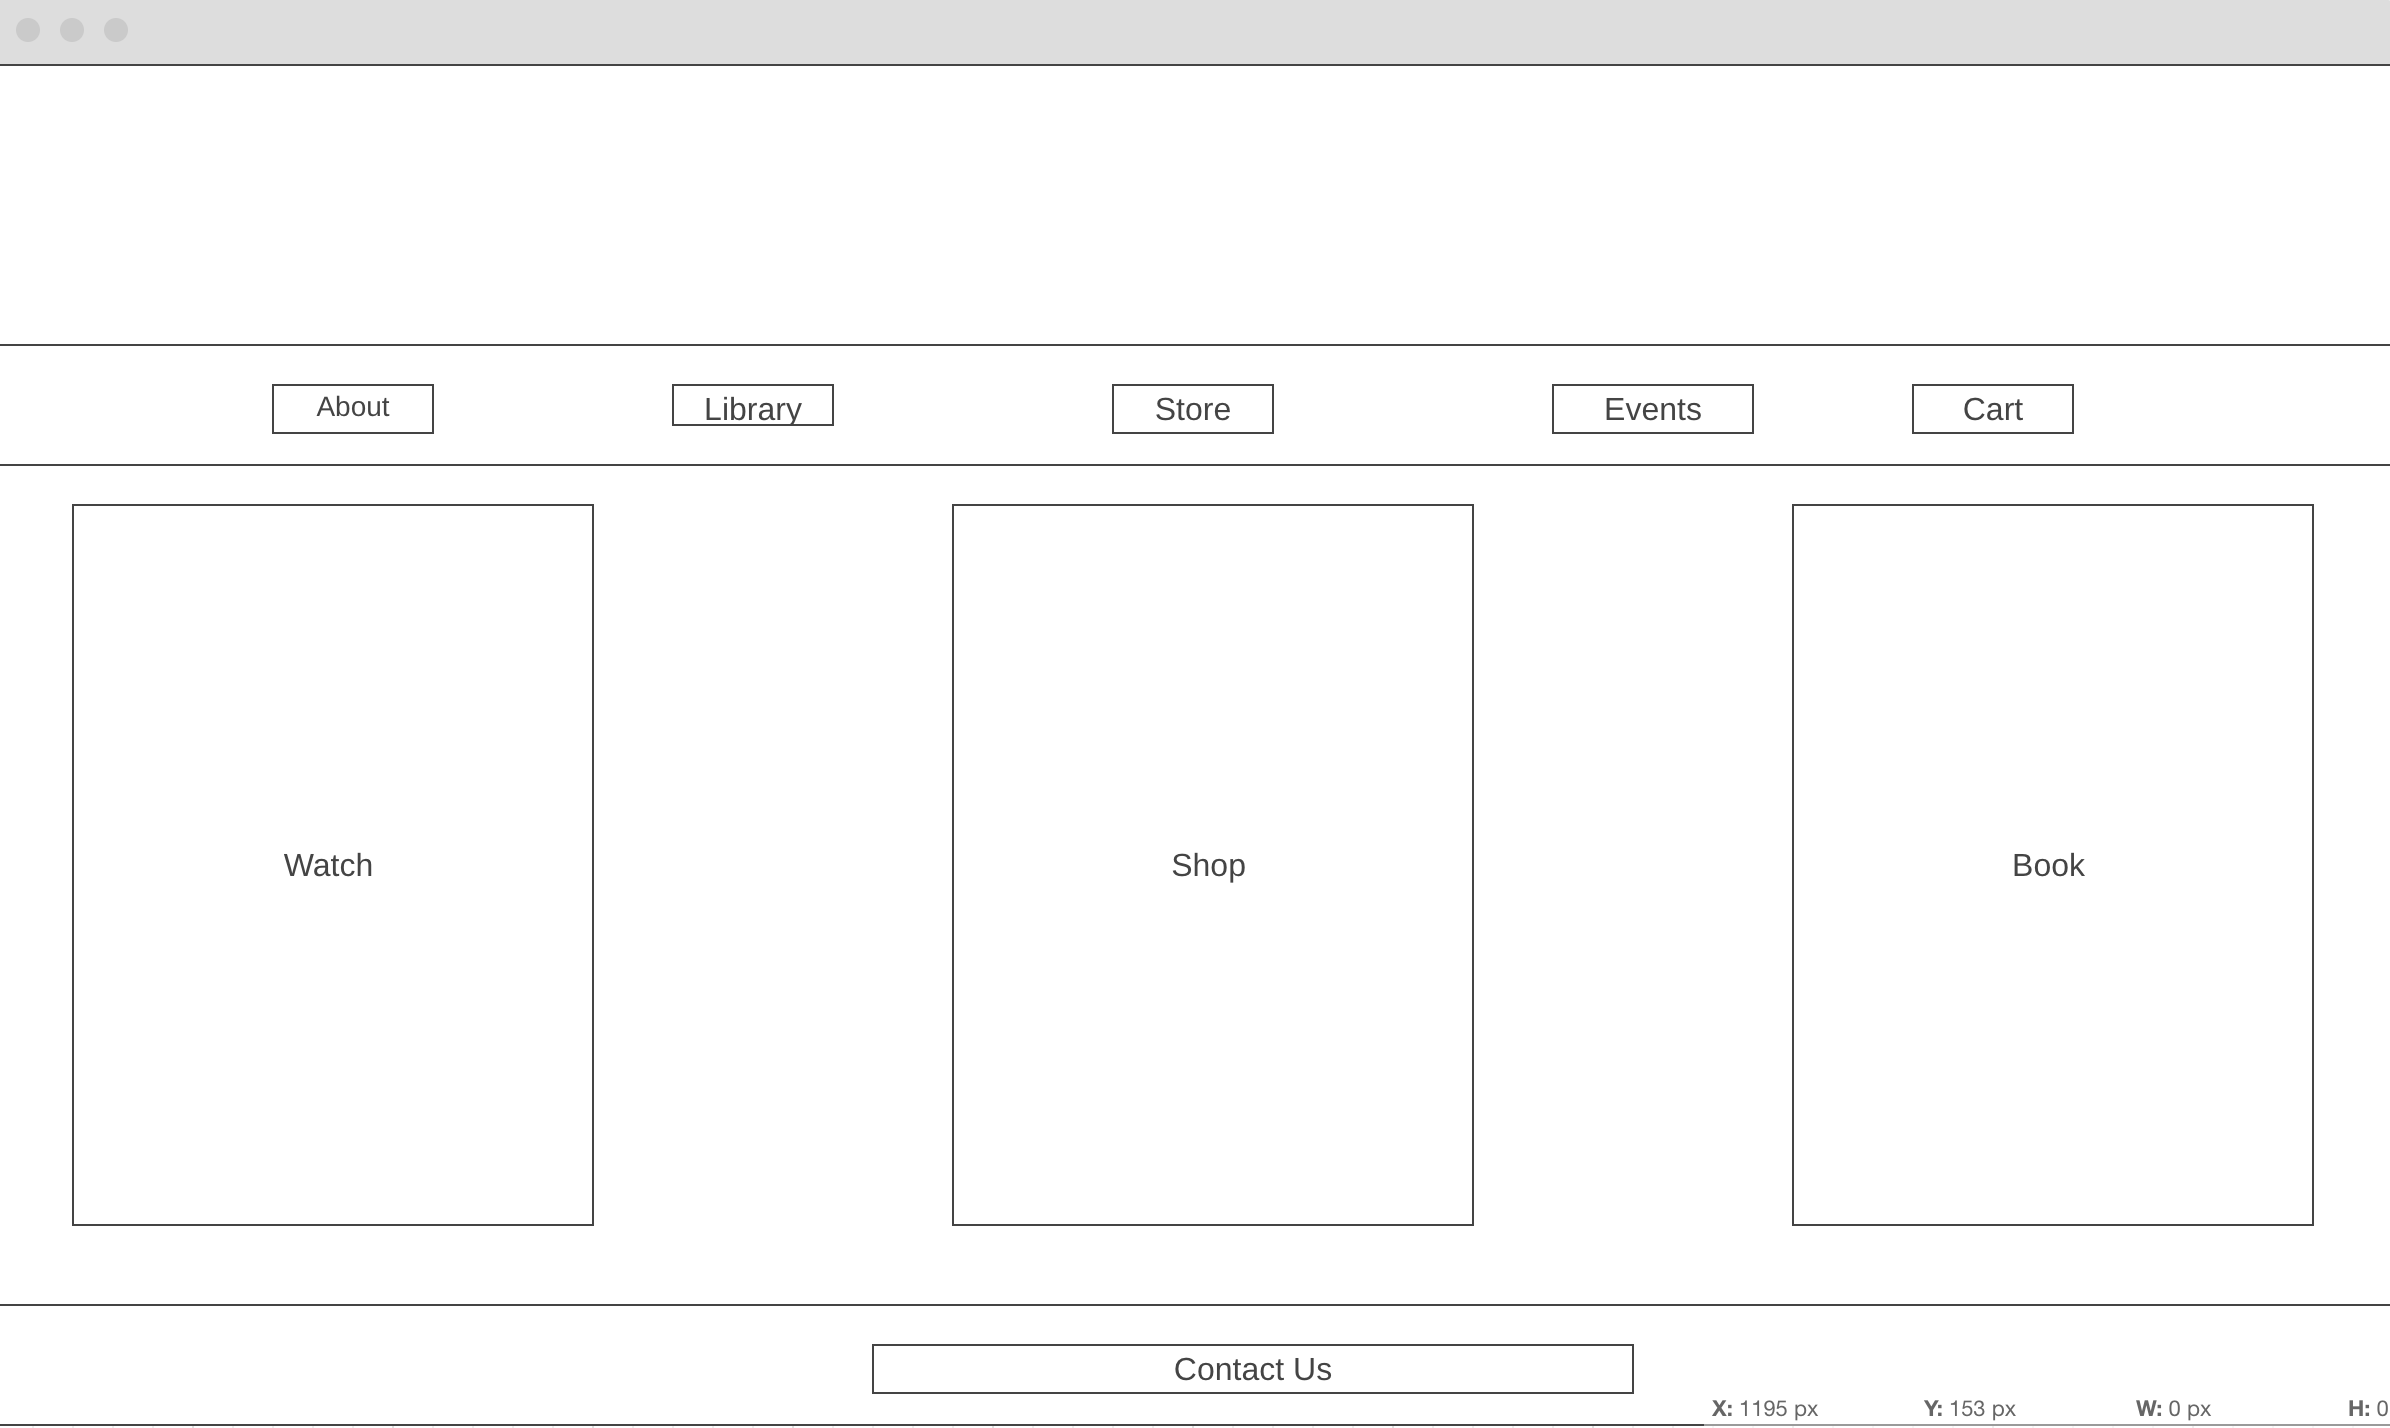 About Library Store Events Cart
Watch Shop Book
Contact Us
X: 1195 px Y: 153 px W: 0 px H: 0